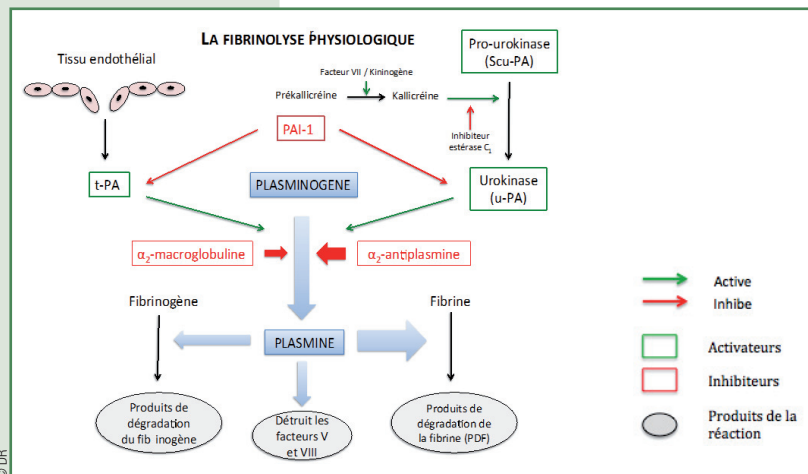 LA FIBRINOLYSE PHYSIOLOGIQUE
Tissu endothélial
Pro-urokinase
(Scu-PA)
Facteur VII / Kininogène
Prékallicréine
Kallicréine
PAI-1
Inhibiteur
estérase C1
t-PA
PLASMINOGENE
Urokinase
(u-PA)
α2-macroglobuline
α2-antiplasmine
Fibrinogène
Fibrine
PLASMINE
Produits de
dégradation
du fib inogène
Détruit les
facteurs V
et VIII
Produits de
dégradation de
la fibrine (PDF)
Active
Inhibe
Activateurs
Inhibiteurs
Produits de la
réaction
© DR